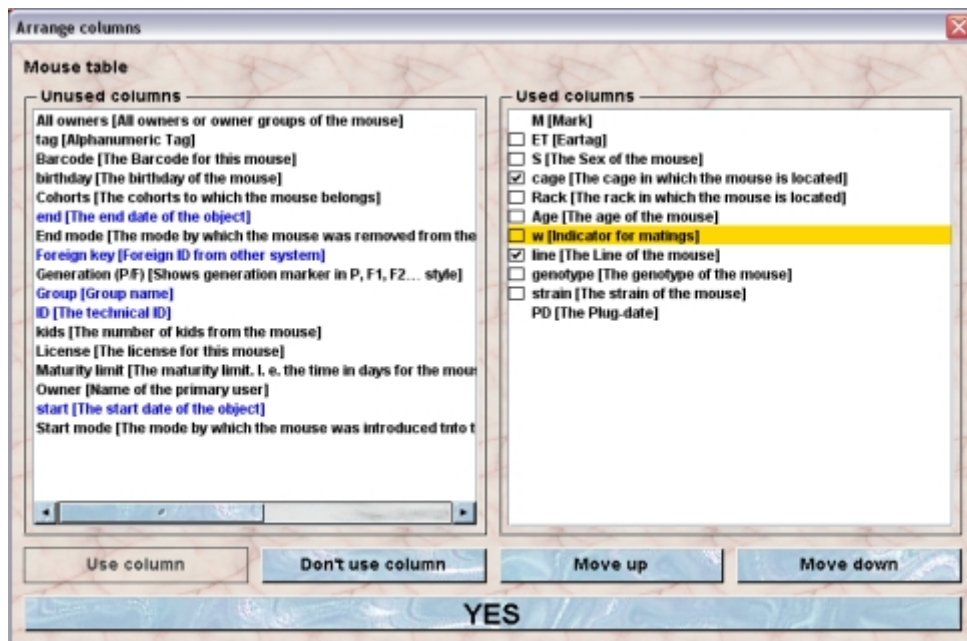 Arrange columns
Mouse table
Unused columns
All owners [All owners or owner groups of the mouse]
tag [Alphanumeric Tag]
Barcode [The Barcode for this mouse]
birthday [The birthday of the mouse]
Cohorts [The cohorts to which the mouse belongs]
end [The end date of the object]
End mode [The mode by which the mouse was removed from the
Foreign key [Foreign ID from other system]
Generation (P/F) [Shows generation marker in P, F1, F2... style]
Group [Group name]
ID [The technical ID]
kids [The number of kids from the mouse]
License [The license for this mouse]
Maturity limit [The maturity limit. I. e. the time in days for the mou
Owner [Name of the primary user]
start [The start date of the object]
Start mode [The mode by which the mouse was introduced tnto t
Used columns
M [Mark]
ET [Eartag]
S [The Sex of the mouse]
cage [The cage in which the mouse is located]
Rack [The rack in which the mouse is located]
Age [The age of the mouse]
w [Indicator for matings]
line [The Line of the mouse]
genotype [The genotype of the mouse]
strain [The strain of the mouse]
PD [The Plug-date]
Use column
Don't use column
Move up
Move down
YES